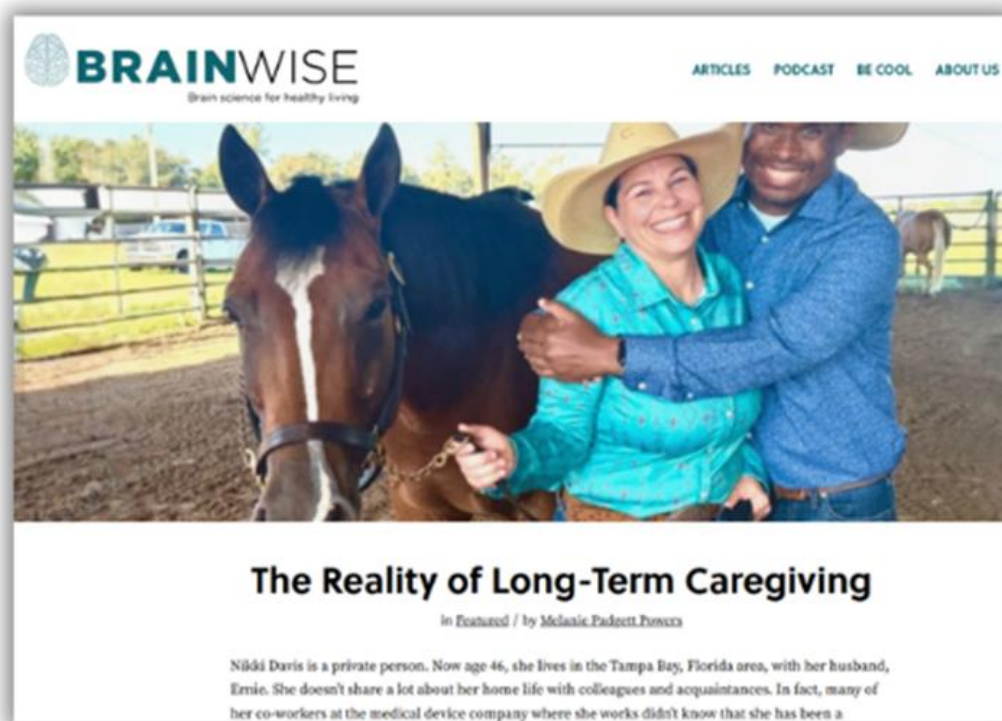 BRAINWISE
Brain science for healthy living
ARTICLES PODCAST BE COOL ABOUT US
The Reality of Long-Term Caregiving
in Featured / by Melanie Padgett Powers
Nikki Davis is a private person. Now age 46, she lives in the Tampa Bay, Florida area, with her husband,
Ernie. She doesn't share a lot about her home life with colleagues and acquaintances. In fact, many of
her co-workers at the medical device company where she works didn't know that she has been a